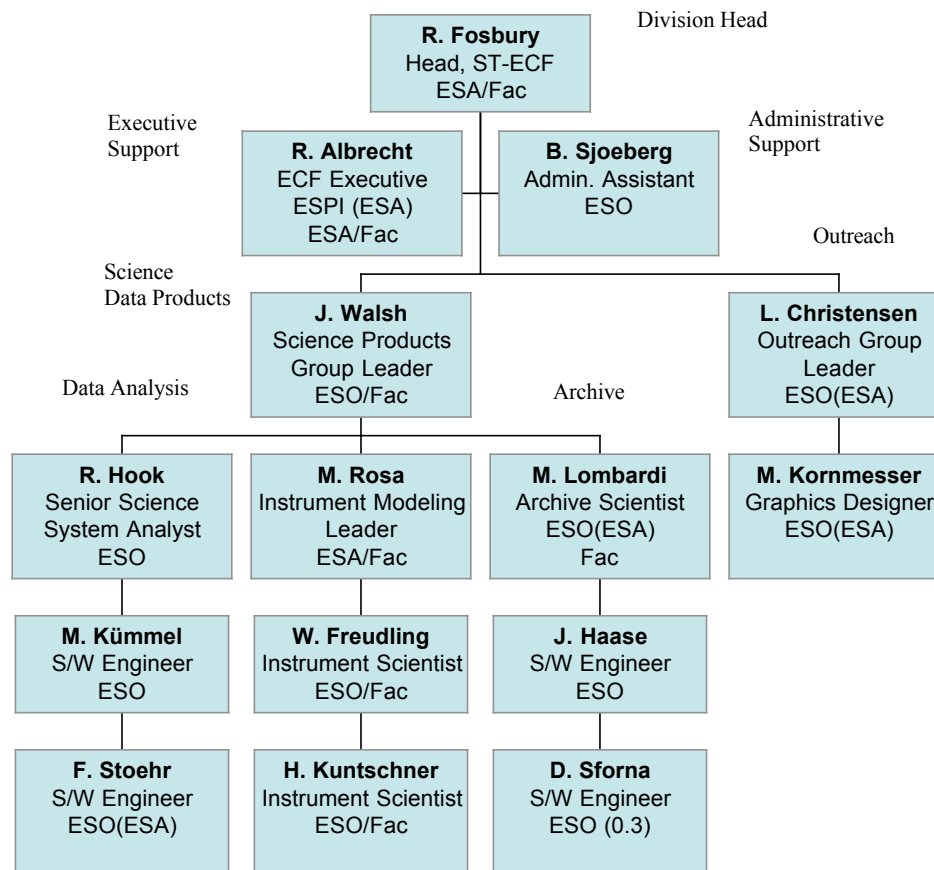 Division Head
R. Fosbury
Head, ST-ECF
ESA/Fac
Executive
Support
Administrative
Support
R. Albrecht
ECF Executive
ESPI (ESA)
ESA/Fac
B. Sjoeberg
Admin. Assistant
ESO
Outreach
Science
Data Products
J. Walsh
Science Products
Group Leader
ESO/Fac
L. Christensen
Outreach Group
Leader
ESO(ESA)
Data Analysis
Archive
R. Hook
Senior Science
System Analyst
ESO
M. Rosa
Instrument Modeling
Leader
ESA/Fac
M. Lombardi
Archive Scientist
ESO(ESA)
Fac
M. Kornmesser
Graphics Designer
ESO(ESA)
M. Kümmel
S/W Engineer
ESO
W. Freudling
Instrument Scientist
ESO/Fac
J. Haase
S/W Engineer
ESO
F. Stoehr
S/W Engineer
ESO(ESA)
H. Kuntschner
Instrument Scientist
ESO/Fac
D. Sforna
S/W Engineer
ESO (0.3)